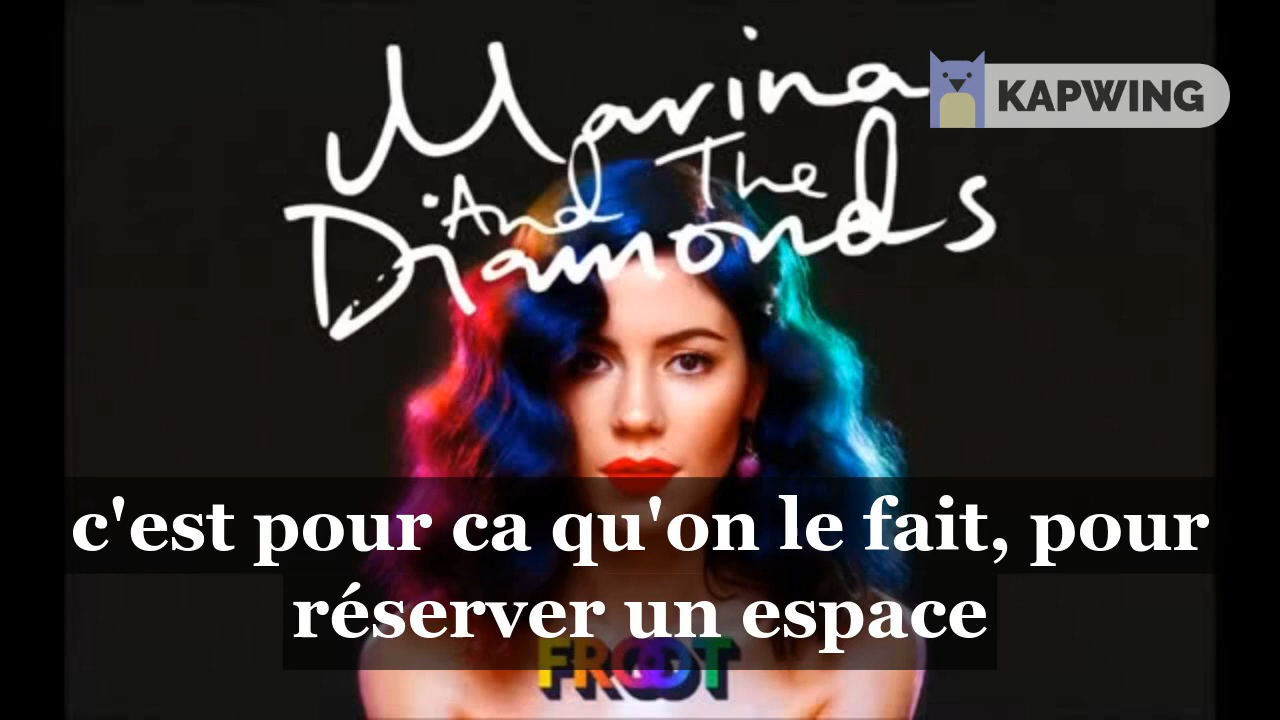 Marina
And The
Diamonds
KAPWING
c'est pour ca qu'on le fait, pour
réserver un espace
FROOT